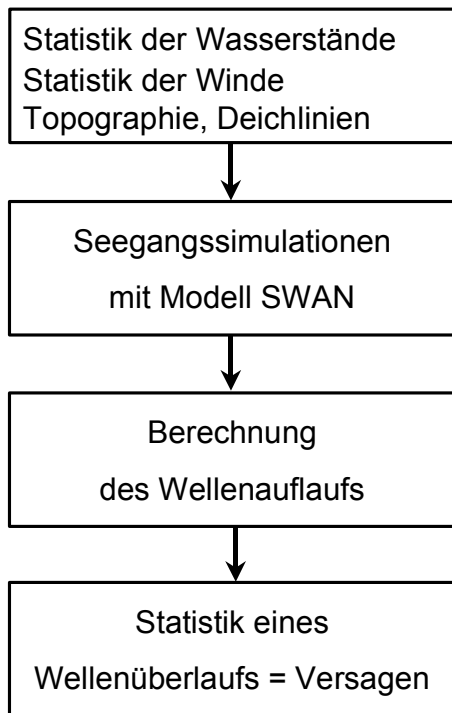 Statistik der Wasserstände
Statistik der Winde
Topographie, Deichlinien
Seegangssimulationen
mit Modell SWAN
Berechnung
des Wellenauflaufs
Statistik eines
Wellenüberlaufs = Versagen